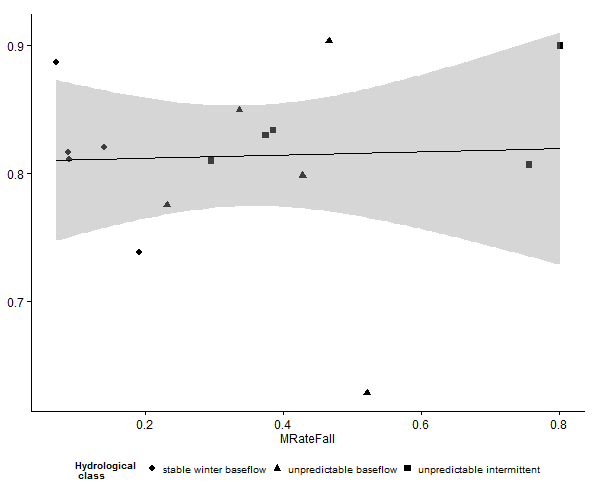 0.9
0.8
0.7
0.2 0.4 0.6 0.8
MRateFall
Hydrological
class
stable winter baseflow unpredictable baseflow unpredictable intermittent